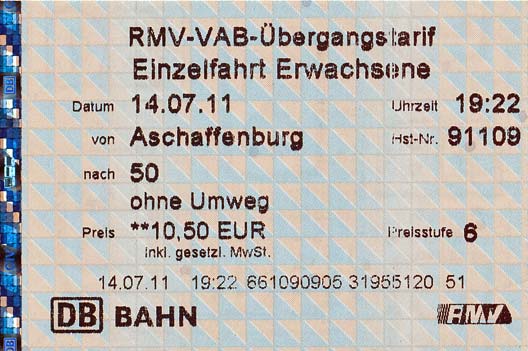 RMV-VAB-Übergangstarif
Einzelfahrt Erwachsene
Datum 14.07.11 Uhrzeit 19:22
von Aschaffenburg Hst-Nr. 91109
nach 50
ohne Umweg
Preis **10,50 EUR Preisstufe 6
inkl. gesetzl. MwSt.
14.07.11 19:22 661090905 31955120 51
DB BAHN RMV